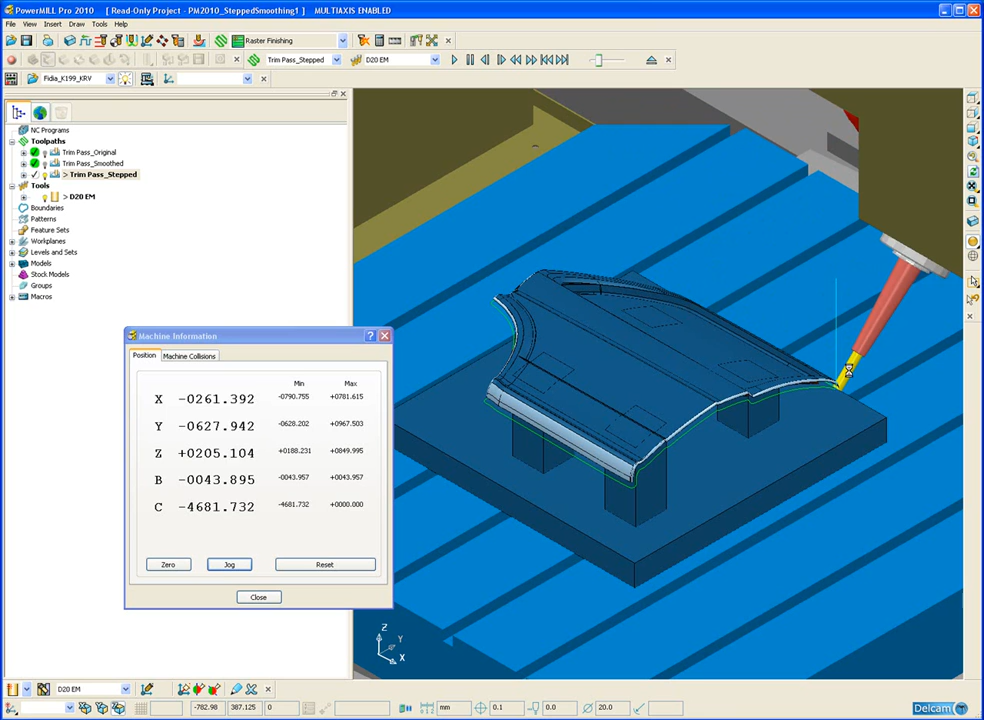 PowerMILL Pro 2010    [ Read-Only Project - PM2010_SteppedSmoothing1 ]    MULTIAXIS ENABLED
File View Insert Draw Tools Help
Raster Finishing
Trim Pass_Stepped D20 EM
Fidia_K199_KRV
NC Programs
Toolpaths
Trim Pass_Original
Trim Pass_Smoothed
> Trim Pass_Stepped
Tools
> D20 EM
Boundaries
Patterns
Feature Sets
Workplanes
Levels and Sets
Models
Stock Models
Groups
Macros
Machine Information
Position Machine Collisions
Min Max
X -0261.392 -0790.755 +0781.615
Y -0627.942 -0628.202 +0967.503
Z +0205.104 +0188.231 +0849.995
B -0043.895 -0043.957 +0043.957
C -4681.732 -4681.732 +0000.000
Zero Jog Reset
Close
Z
Y
X
D20 EM
-782.98 387.125 0 mm 0.1 0.0 20.0
Delcam